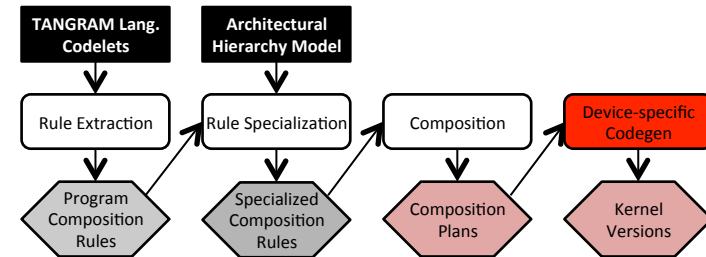 TANGRAM Lang.
Codelets
Architectural
Hierarchy Model
Rule Extraction
Rule Specialization
Composition
Device-specific
Codegen
Program
Composition
Rules
Specialized
Composition
Rules
Composition
Plans
Kernel
Versions